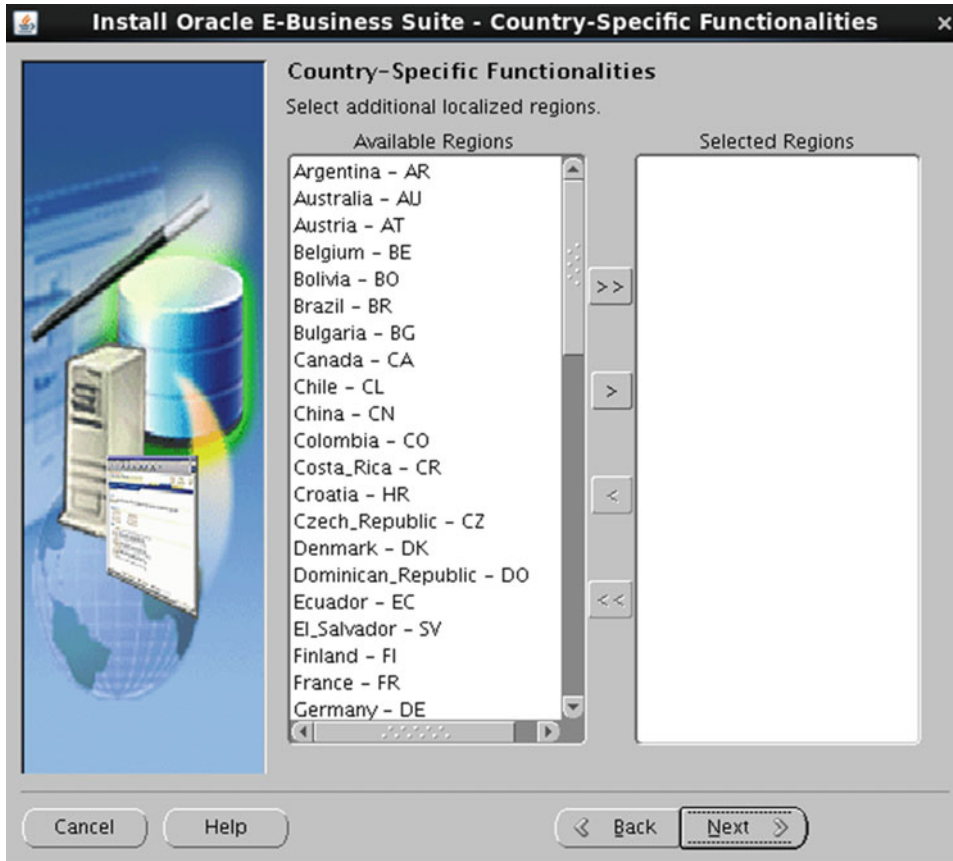 Install Oracle E-Business Suite - Country-Specific Functionalities
Country-Specific Functionalities
Select additional localized regions.
Available Regions
Argentina - AR
Australia - AU
Austria - AT
Belgium - BE
Bolivia - BO
Brazil - BR
Bulgaria - BG
Canada - CA
Chile - CL
China - CN
Colombia - CO
Costa_Rica - CR
Croatia - HR
Czech_Republic - CZ
Denmark - DK
Dominican_Republic - DO
Ecuador - EC
El_Salvador - SV
Finland - FI
France - FR
Germany - DE
>>
>
<
<<
Selected Regions
Cancel
Help
Back
Next